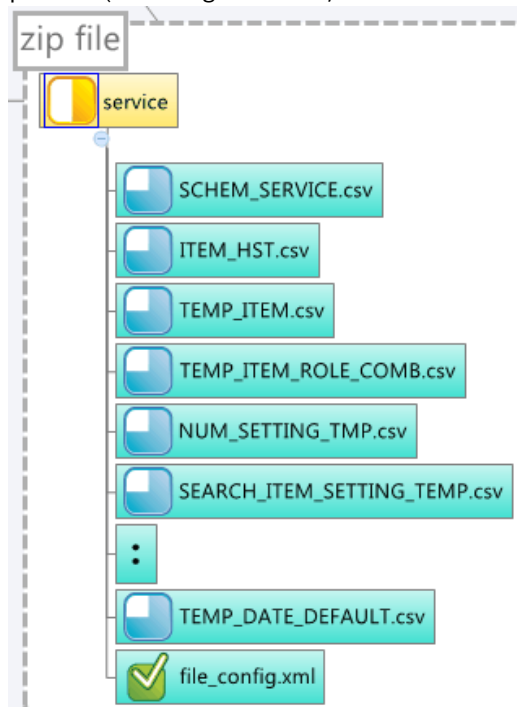 zip file
service
SCHEM_SERVICE.csv
ITEM_HST.csv
TEMP_ITEM.csv
TEMP_ITEM_ROLE_COMB.csv
NUM_SETTING_TMP.csv
SEARCH_ITEM_SETTING_TEMP.csv
:
TEMP_DATE_DEFAULT.csv
file_config.xml